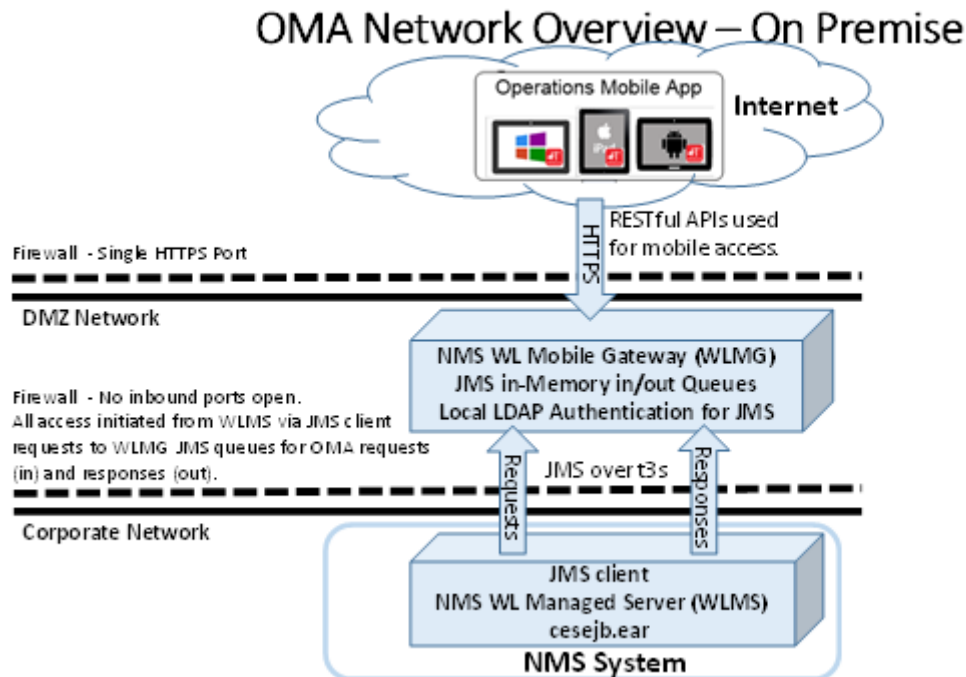 OMA Network Overview – On Premise
Operations Mobile App
Internet
iPad
HTTPS
RESTful APIs used
for mobile access.
Firewall - Single HTTPS Port
DMZ Network
NMS WL Mobile Gateway (WLMG)
JMS in-Memory in/out Queues
Local LDAP Authentication for JMS
Firewall - No inbound ports open.
All access initiated from WLMS via JMS client
requests to WLMG JMS queues for OMA requests
(in) and responses (out).
Requests
JMS over t3s
Responses
Corporate Network
JMS client
NMS WL Managed Server (WLMS)
cesejb.ear
NMS System